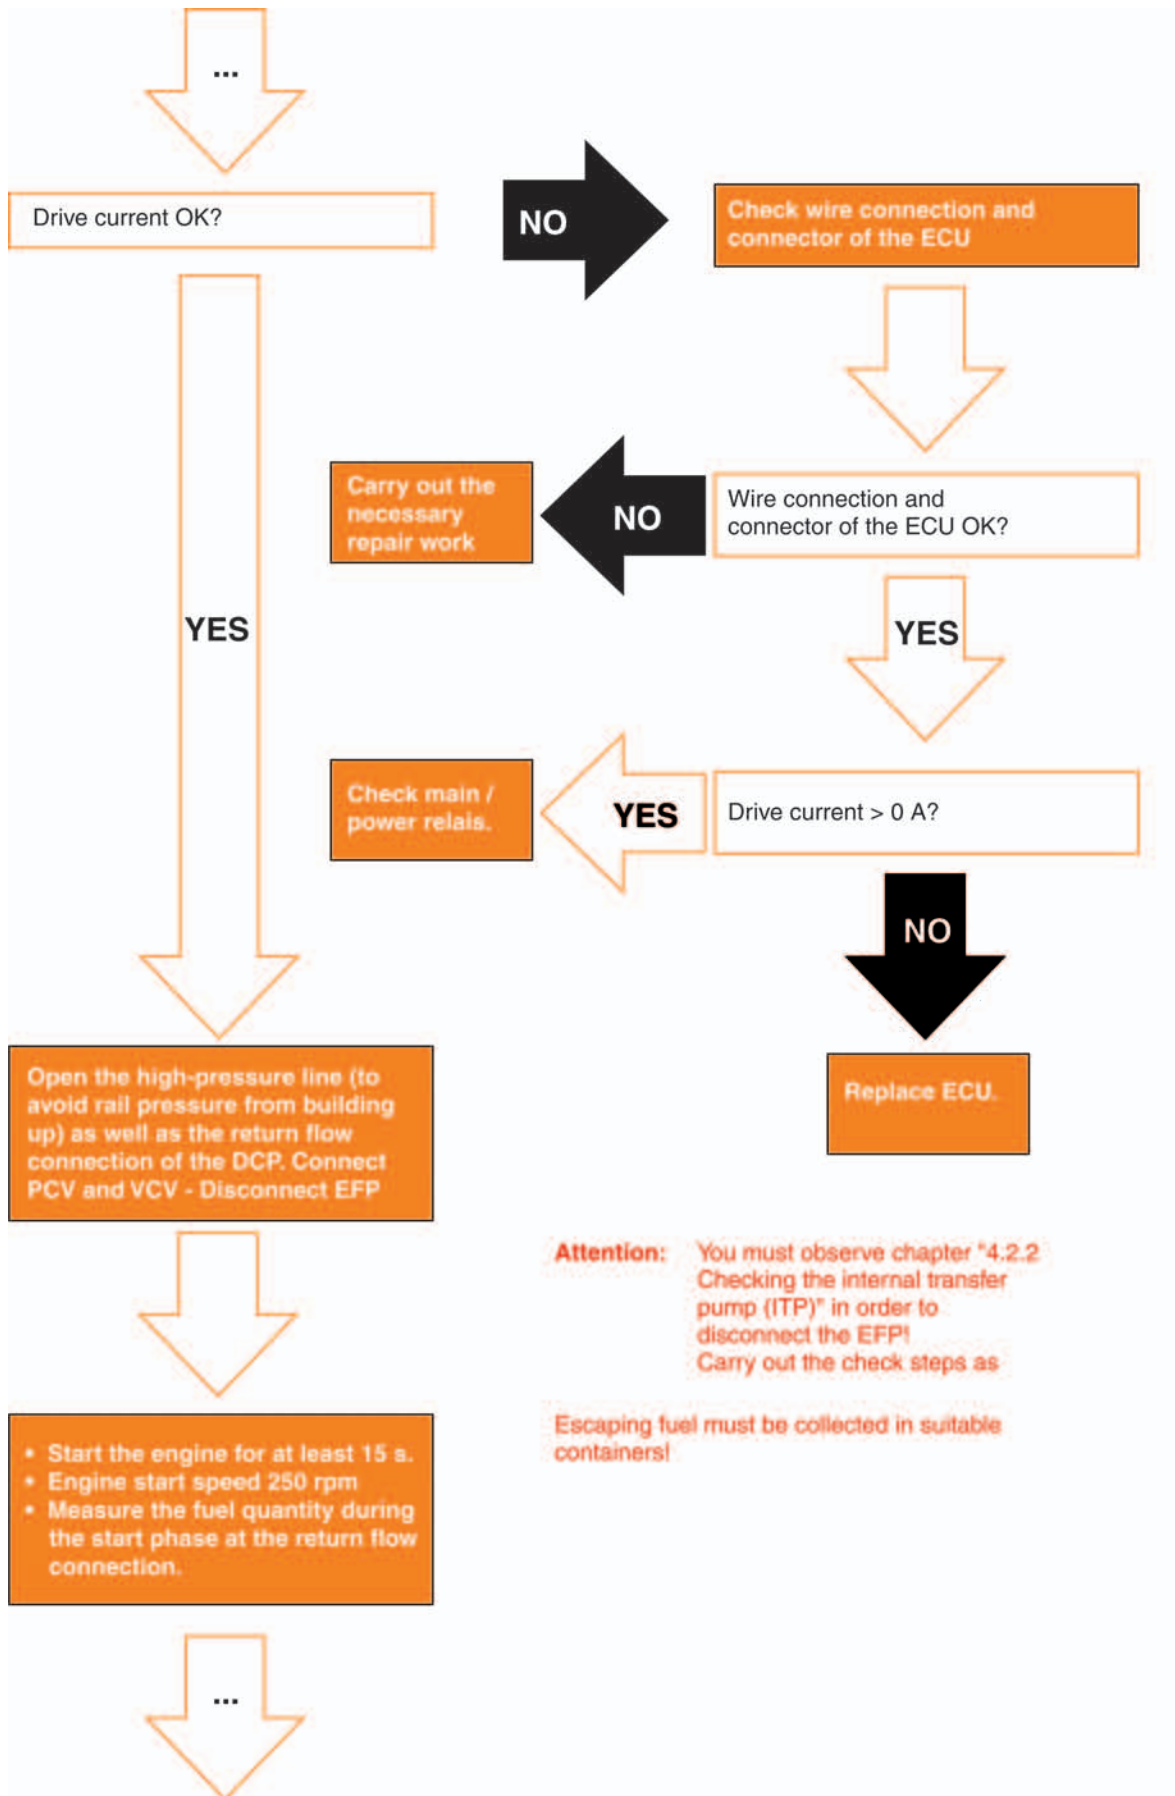 ...
Drive current OK?
NO
Check wire connection and
connector of the ECU
Carry out the
necessary
repair work
NO
Wire connection and
connector of the ECU OK?
YES
YES
Check main /
power relais.
YES
Drive current > 0 A?
NO
Open the high-pressure line (to
avoid rail pressure from building
up) as well as the return flow
connection of the DCP. Connect
PCV and VCV - Disconnect EFP
Replace ECU.
Attention: You must observe chapter "4.2.2
Checking the internal transfer
pump (ITP)" in order to
disconnect the EFP!
Carry out the check steps as
Escaping fuel must be collected in suitable
containers!
• Start the engine for at least 15 s.
• Engine start speed 250 rpm
• Measure the fuel quantity during
the start phase at the return flow
connection.
...